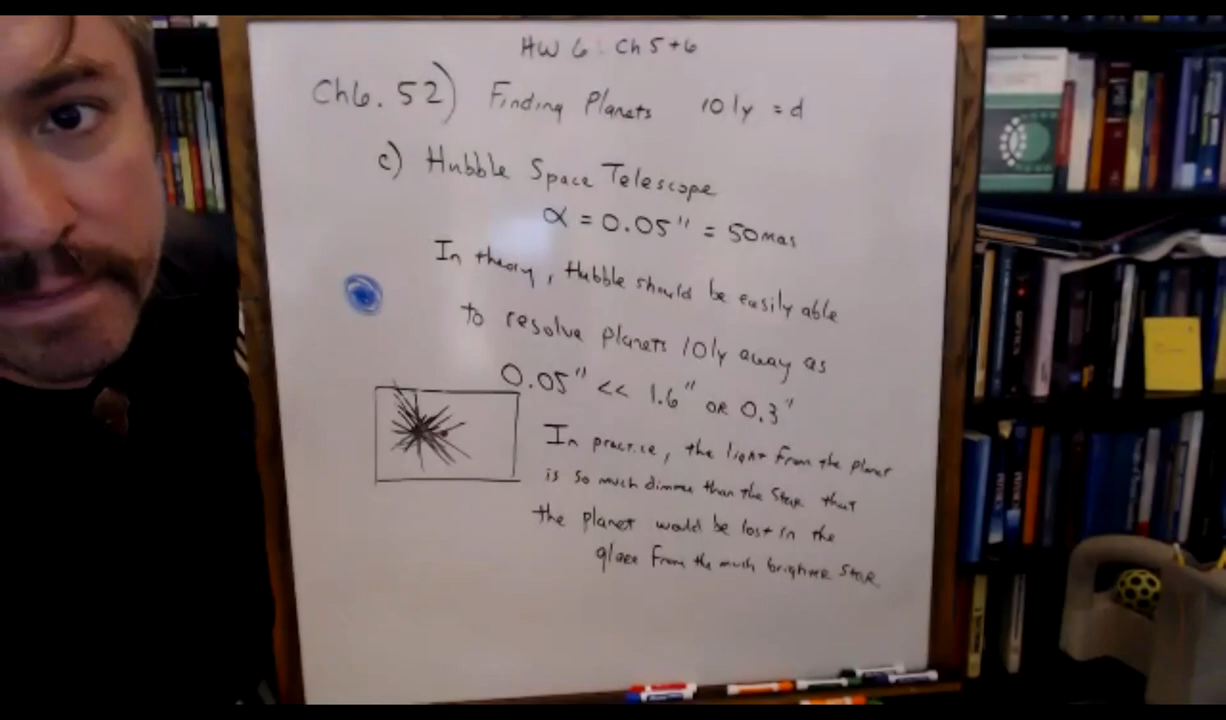 HW 6: Ch 5+6
Ch6. 52) Finding Planets 10 ly = d
c) Hubble Space Telescope
α = 0.05" = 50mas
In theory, Hubble should be easily able
to resolve planets 10ly away as
0.05" << 1.6" OR 0.3"
In practice, the light from the planet
is so much dimmer than the star that
the planet would be lost in the
glare from the much brighter star